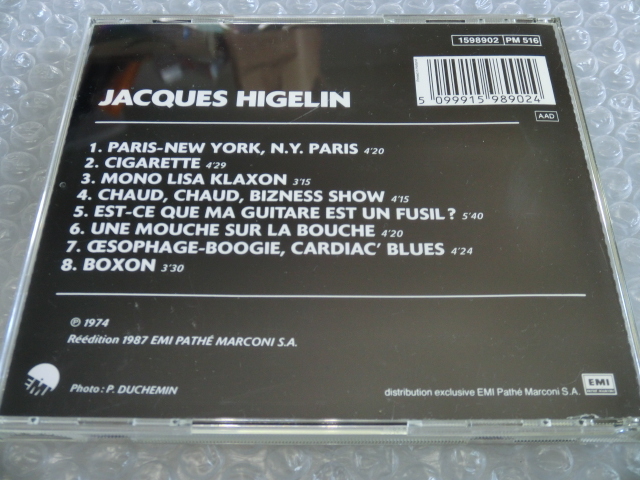 1598902 PM 516
JACQUES HIGELIN
5 099915 989024
AAD
1. PARIS-NEW YORK, N.Y. PARIS 4'20
2. CIGARETTE 4'29
3. MONO LISA KLAXON 3'15
4. CHAUD, CHAUD, BIZNESS SHOW 4'15
5. EST-CE QUE MA GUITARE EST UN FUSIL ? 5'40
6. UNE MOUCHE SUR LA BOUCHE 4'20
7. ŒSOPHAGE-BOOGIE, CARDIAC' BLUES 4'24
8. BOXON 3'30
℗ 1974
Réédition 1987 EMI PATHÉ MARCONI S.A.
EMI
Photo : P. DUCHEMIN
distribution exclusive EMI Pathé Marconi S.A.
EMI